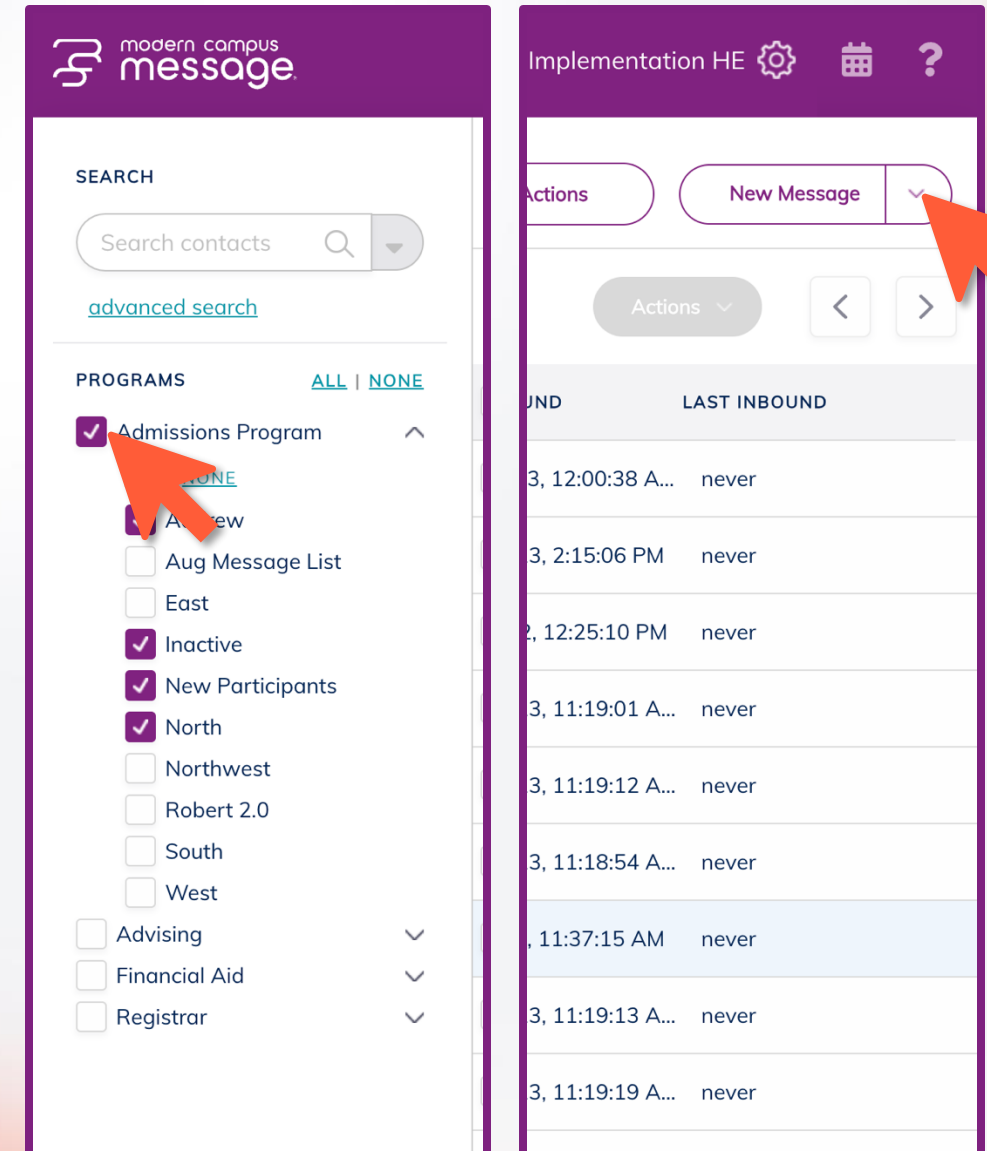 modern campus
message
SEARCH
Search contacts
advanced search
PROGRAMS ALL | NONE
Admissions Program
NONE
Aug Message List
East
Inactive
New Participants
North
Northwest
Robert 2.0
South
West
Advising
Financial Aid
Registrar
Implementation HE ?
Actions New Message
Actions
LAST INBOUND
3, 12:00:38 A... never
3, 2:15:06 PM never
2, 12:25:10 PM never
3, 11:19:01 A... never
3, 11:19:12 A... never
3, 11:18:54 A... never
, 11:37:15 AM never
3, 11:19:13 A... never
3, 11:19:19 A... never